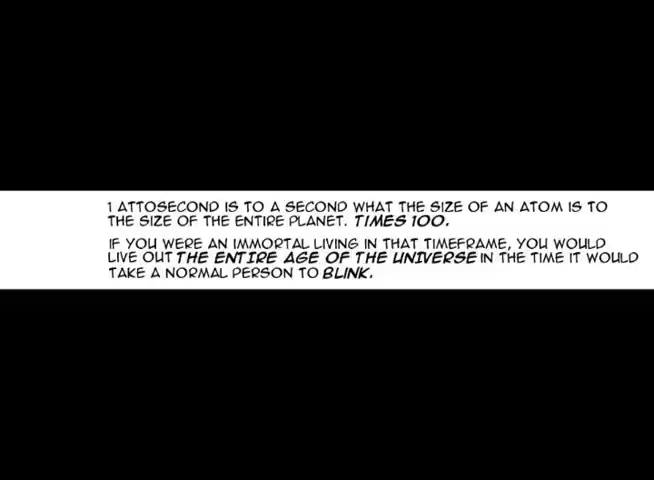 1 ATTOSECOND IS TO A SECOND WHAT THE SIZE OF AN ATOM IS TO
THE SIZE OF THE ENTIRE PLANET. TIMES 100.
IF YOU WERE AN IMMORTAL LIVING IN THAT TIMEFRAME, YOU WOULD
LIVE OUT THE ENTIRE AGE OF THE UNIVERSE IN THE TIME IT WOULD
TAKE A NORMAL PERSON TO BLINK.